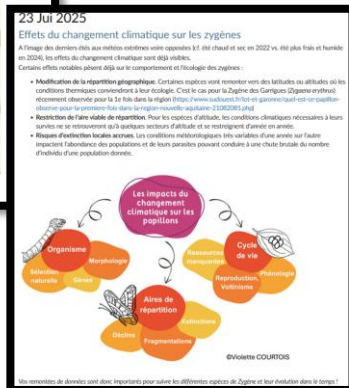 23 Jui 2025
Effets du changement climatique sur les zygènes
A l'image des derniers étés aux météos extrêmes voire opposées (cf. été chaud et sec en 2022 vs. été plus frais et humide
en 2024), les effets du changement climatique sont déjà visibles.
Certains effets notables pèsent déjà sur le comportement et l'écologie des zygènes :
• Modification de la répartition géographique. Certaines espèces vont remonter vers des latitudes ou altitudes où les
conditions thermiques conviendront à leur écologie. C'est le cas pour la Zygène des Garrigues (Zygaena erythrus)
récemment observée pour la 1e fois dans la région (https://www.sudouest.fr/lot-et-garonne/quel-est-ce-papillon-
observe-pour-la-premiere-fois-dans-la-region-nouvelle-aquitaine-21082085.php)
• Restriction de l'aire viable de répartition. Pour les espèces d'altitude, les conditions climatiques nécessaires à leurs
survies ne se retrouveront qu'à quelques secteurs d'altitude et se restreignent d'année en année.
• Risques d'extinction locales accrues. Les conditions météorologiques très variables d'une année sur l'autre
impactent l'abondance des populations et de leurs parasites pouvant conduire à une chute brutale du nombre
d'individu d'une population donnée.
Les impacts du
changement
climatique sur les
papillons
Organisme
Morphologie
Sélection
naturelle
Gènes
Aires de
répartition
Déclins
Fragmentations
Extinctions
Ressources
manquantes
Cycle
de vie
Reproduction,
Voltinisme
Phénologie
©Violette COURTOIS
Vos remontées de données sont donc importants pour suivre les différentes espèces de Zygène et leur évolution dans le temps !